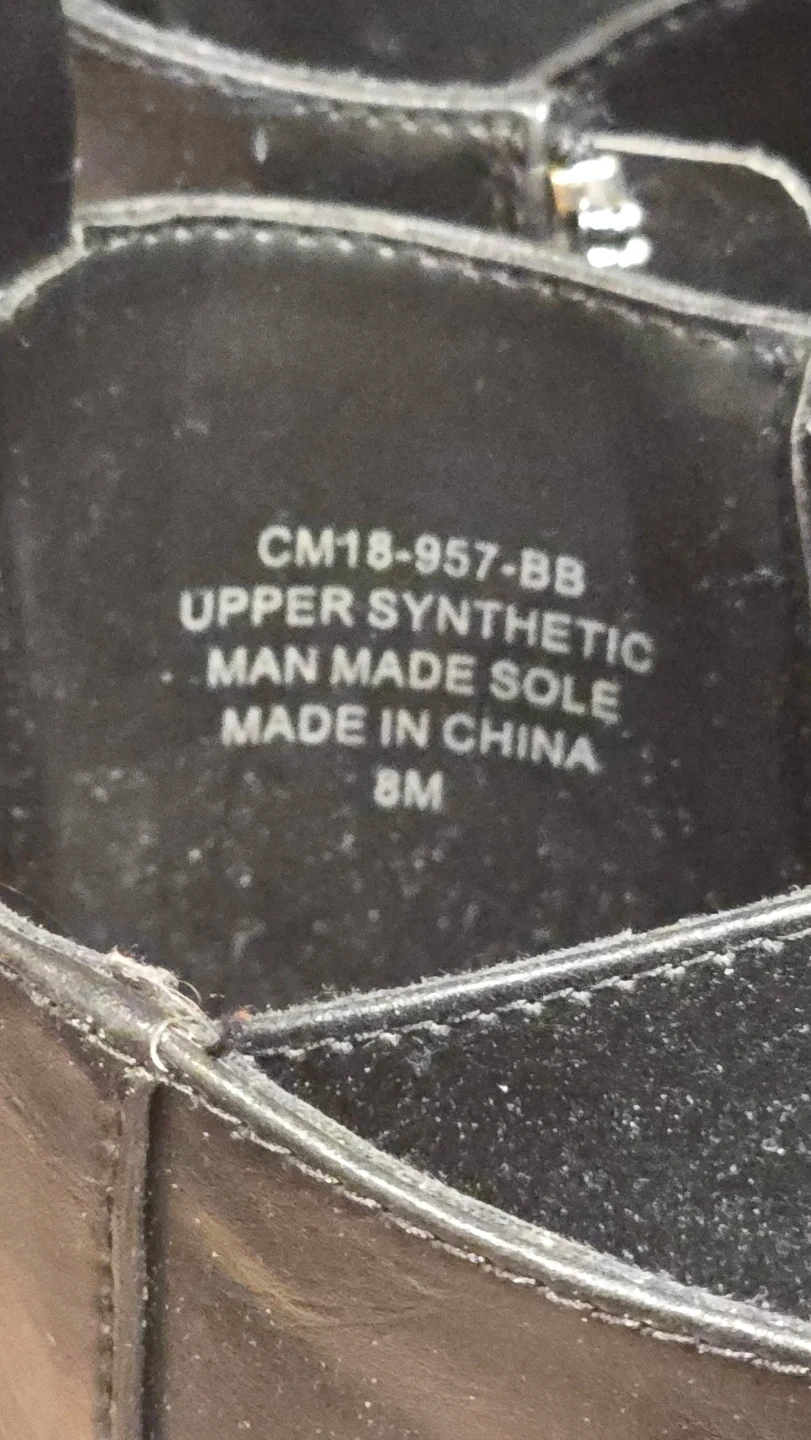 CM18-957-BB
UPPER SYNTHETIC
MAN MADE SOLE
MADE IN CHINA
8M